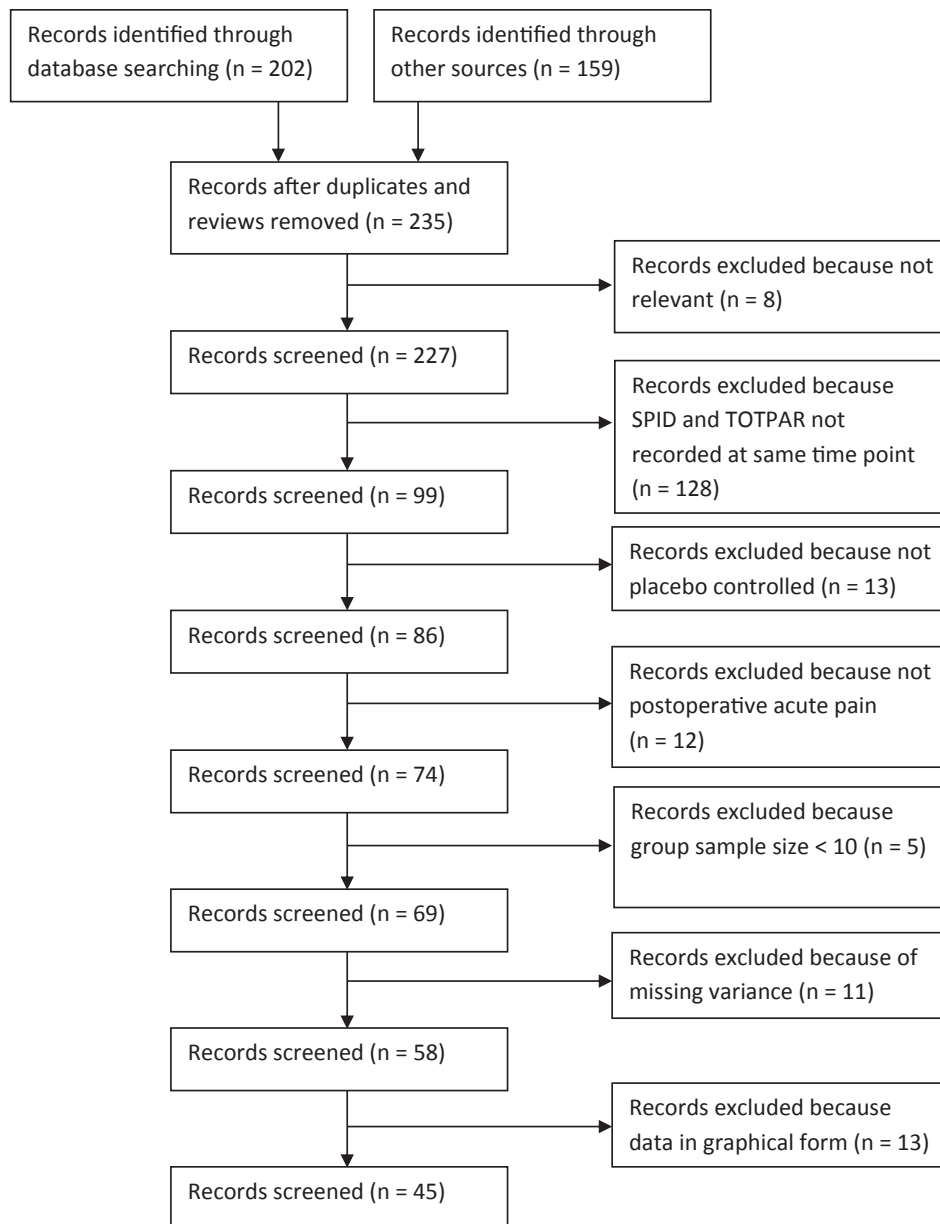 Records identified through
database searching (n = 202)
Records identified through
other sources (n = 159)
Records after duplicates and
reviews removed (n = 235)
Records excluded because not
relevant (n = 8)
Records screened (n = 227)
Records excluded because
SPID and TOTPAR not
recorded at same time point
(n = 128)
Records screened (n = 99)
Records excluded because not
placebo controlled (n = 13)
Records screened (n = 86)
Records excluded because not
postoperative acute pain
(n = 12)
Records screened (n = 74)
Records excluded because
group sample size < 10 (n = 5)
Records screened (n = 69)
Records excluded because of
missing variance (n = 11)
Records screened (n = 58)
Records excluded because
data in graphical form (n = 13)
Records screened (n = 45)